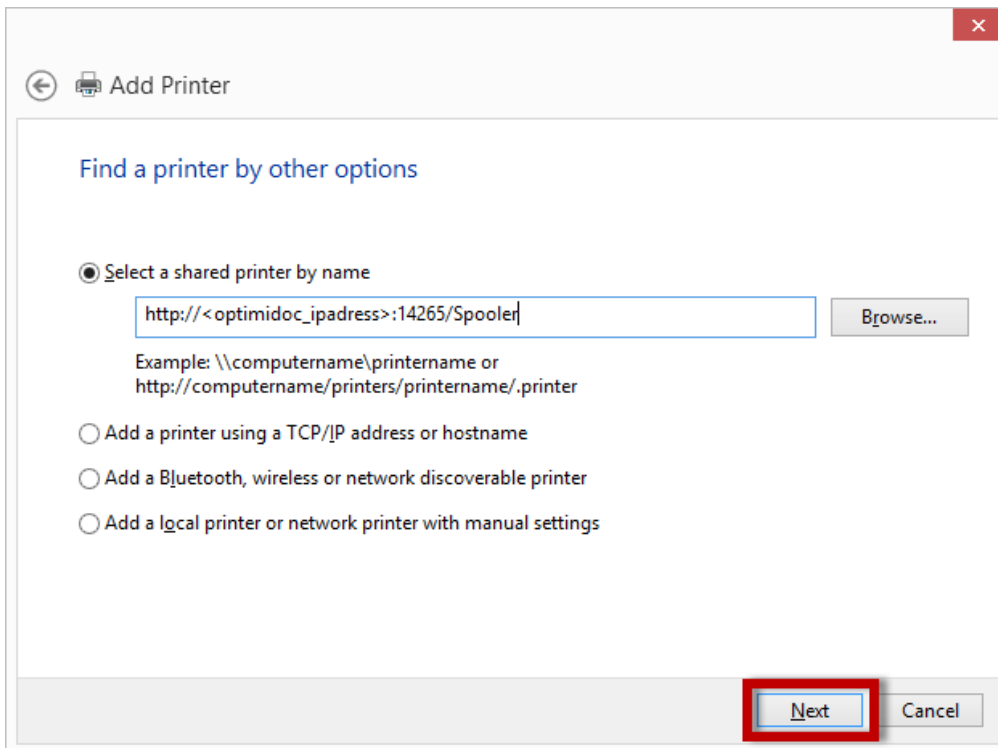 Add Printer
Find a printer by other options
Select a shared printer by name
http://<optimidoc_ipadress>:14265/Spooler
Browse...
Example: \\computername\printername or
http://computername/printers/printername/.printer
Add a printer using a TCP/IP address or hostname
Add a Bluetooth, wireless or network discoverable printer
Add a local printer or network printer with manual settings
Next
Cancel